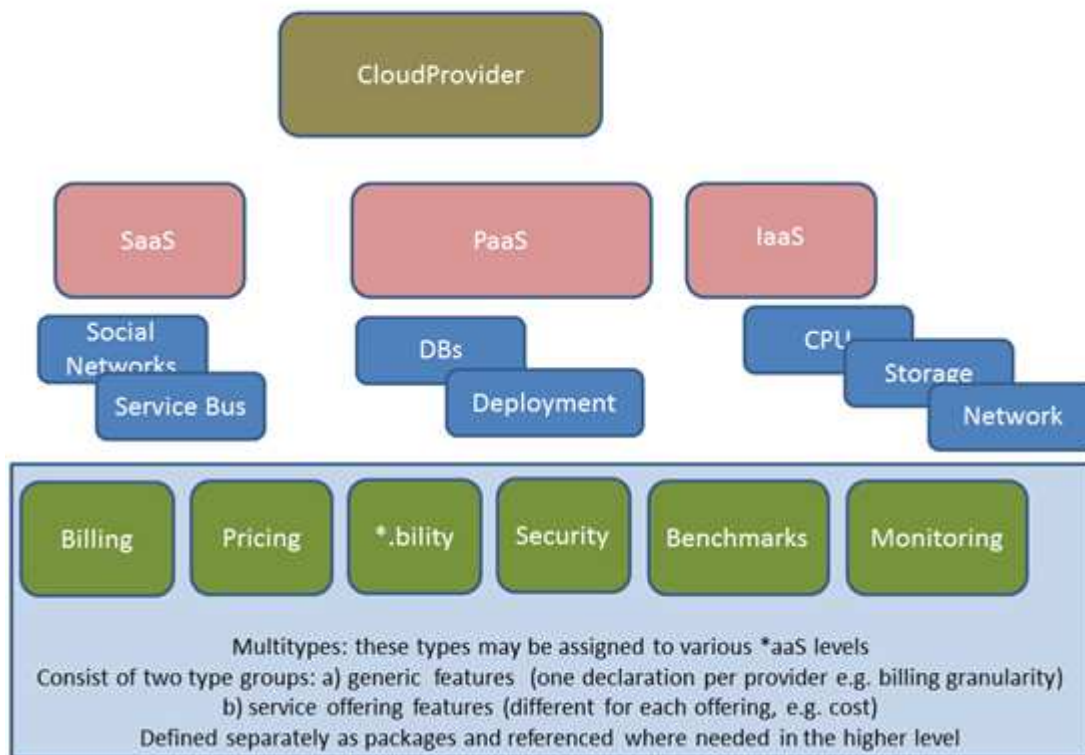 CloudProvider
SaaS
PaaS
IaaS
Social
Networks
Service Bus
DBs
Deployment
CPU
Storage
Network
Billing
Pricing
*.bility
Security
Benchmarks
Monitoring
Multitypes: these types may be assigned to various *aaS levels
Consist of two type groups: a) generic features (one declaration per provider e.g. billing granularity)
b) service offering features (different for each offering, e.g. cost)
Defined separately as packages and referenced where needed in the higher level